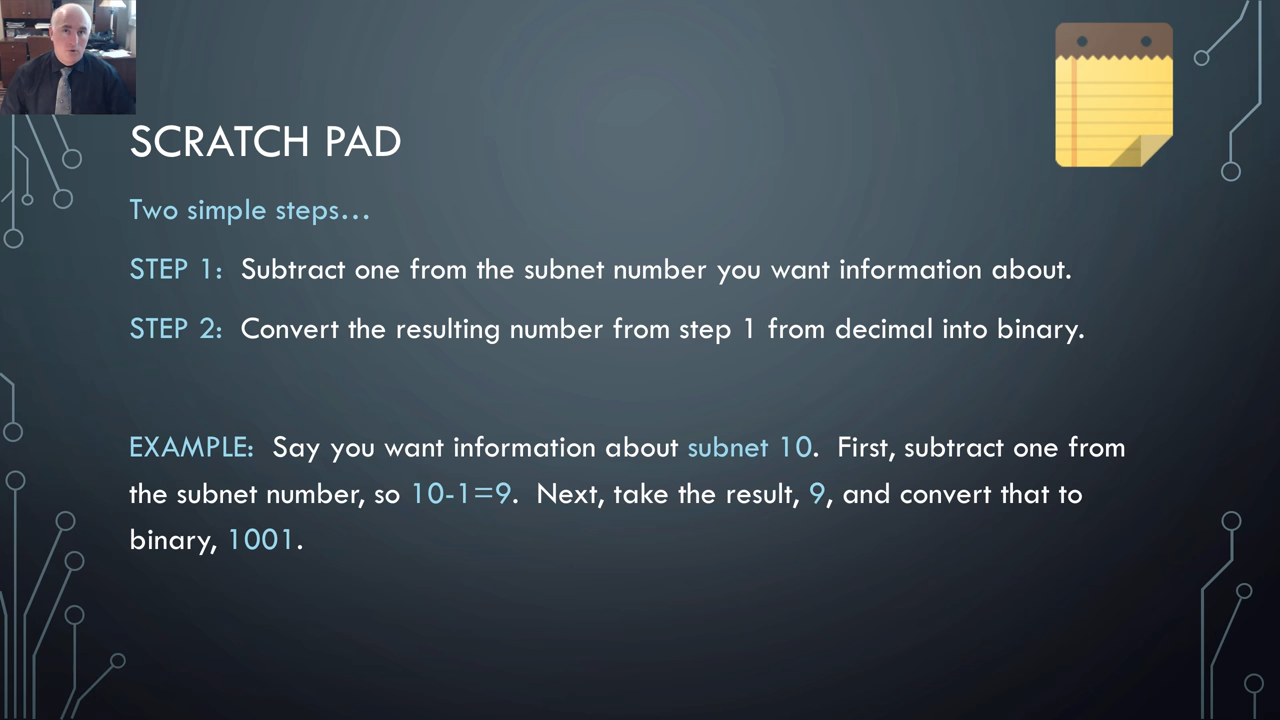 SCRATCH PAD
Two simple steps...
STEP 1: Subtract one from the subnet number you want information about.
STEP 2: Convert the resulting number from step 1 from decimal into binary.
EXAMPLE: Say you want information about subnet 10. First, subtract one from
the subnet number, so 10-1=9. Next, take the result, 9, and convert that to
binary, 1001.